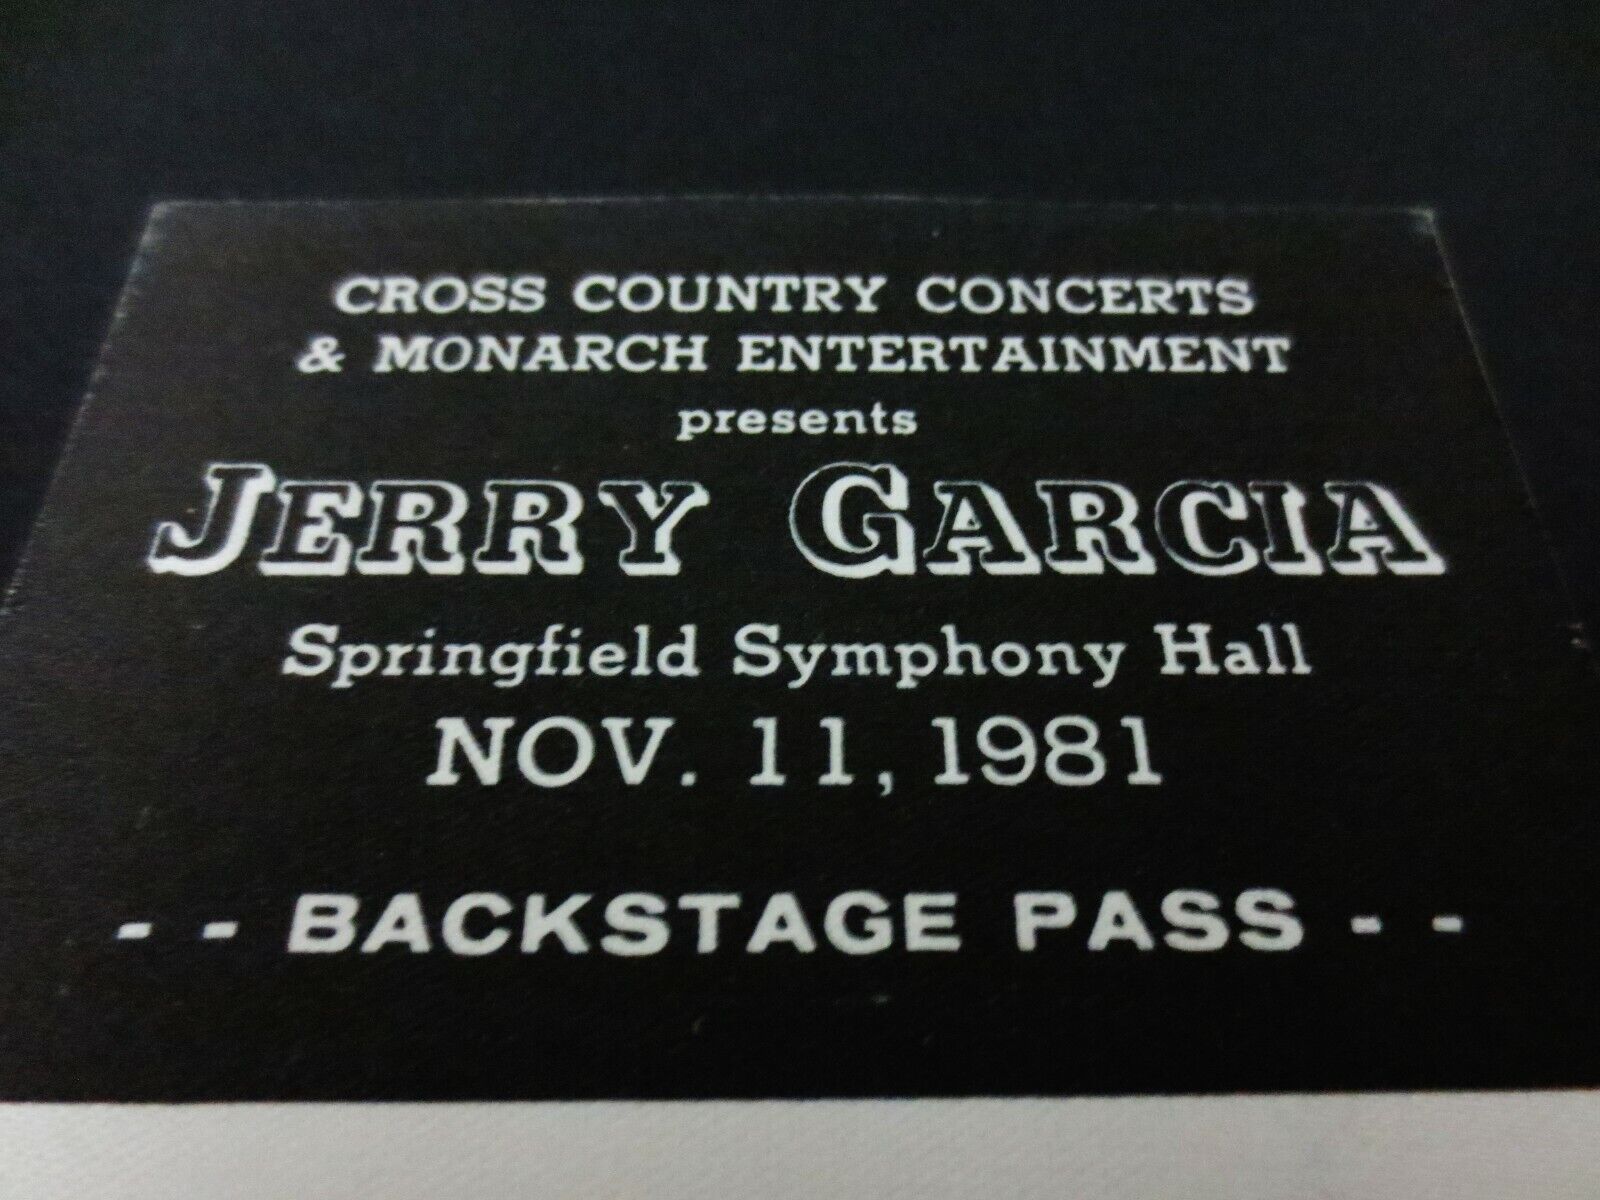 CROSS COUNTRY CONCERTS
& MONARCH ENTERTAINMENT
presents
JERRY GARCIA
Springfield Symphony Hall
NOV. 11, 1981
- - BACKSTAGE PASS - -